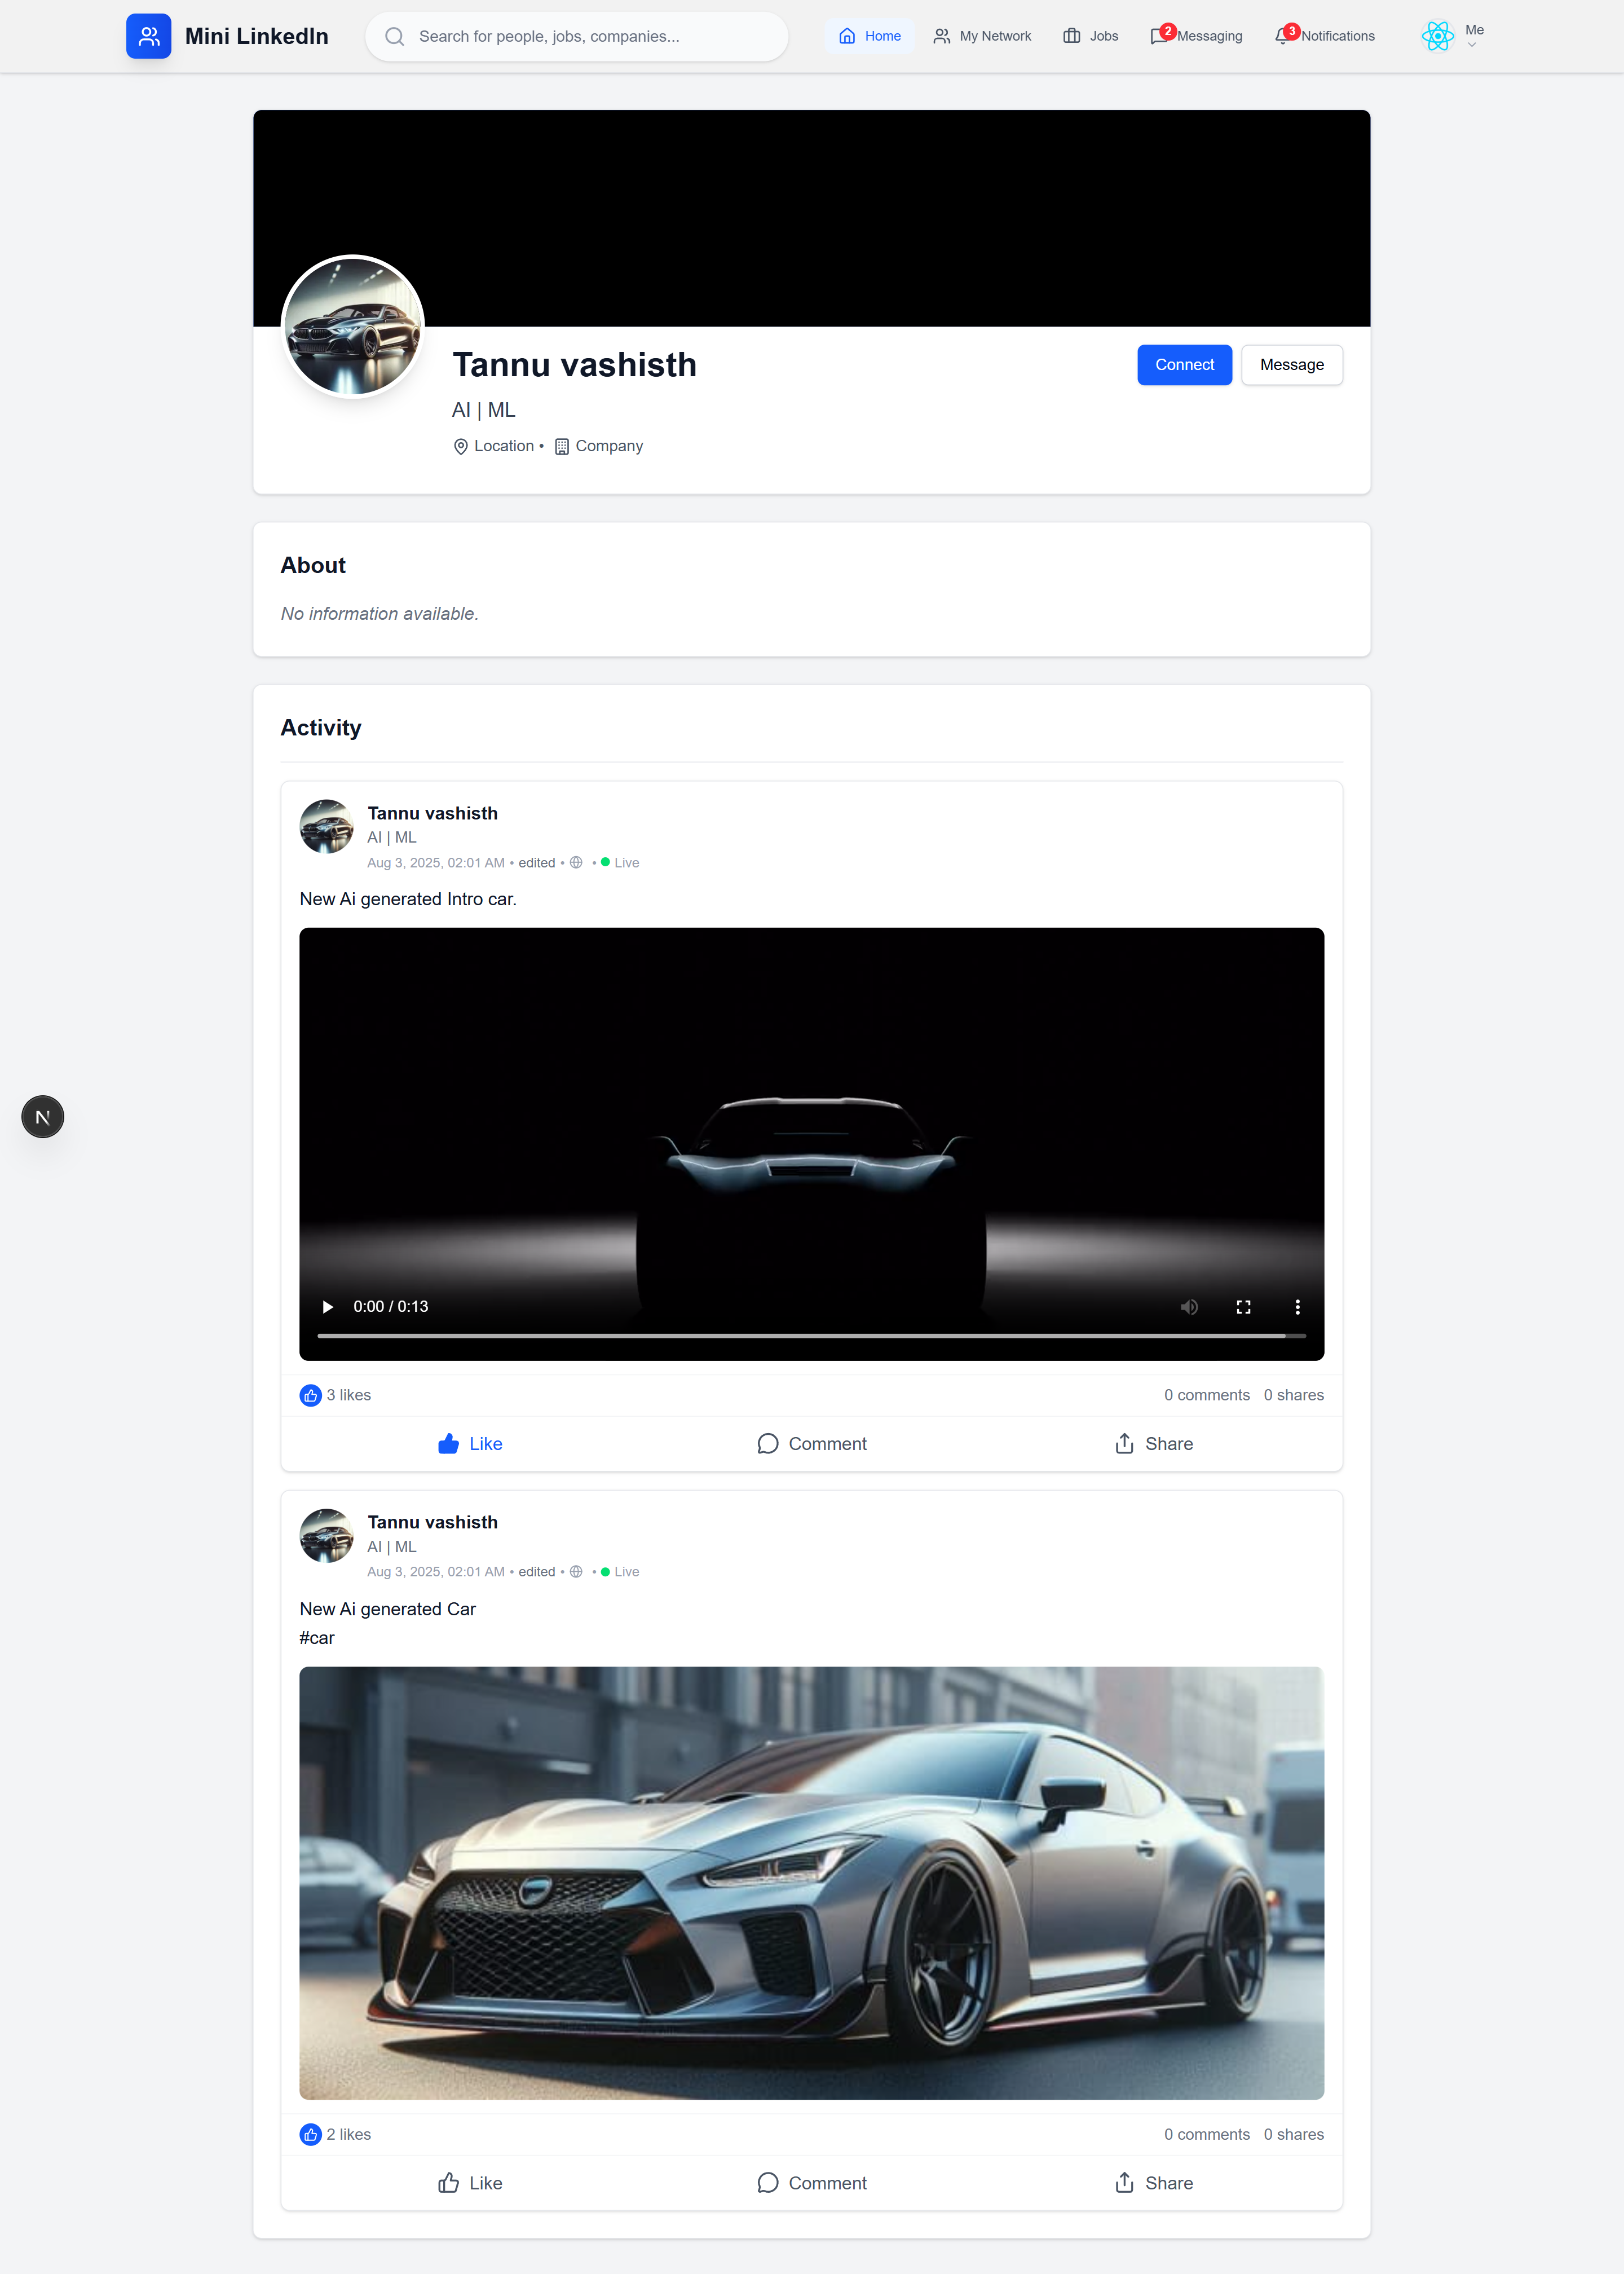 Mini LinkedIn
Search for people, jobs, companies...
Home
My Network
Jobs
2
Messaging
3
Notifications
Me
Tannu vashisth
AI | ML
Location •
Company
Connect
Message
About
No information available.
Activity
Tannu vashisth
AI | ML
Aug 3, 2025, 02:01 AM • edited • • Live
New Ai generated Intro car.
0:00 / 0:13
3 likes
0 comments 0 shares
Like
Comment
Share
N
Tannu vashisth
AI | ML
Aug 3, 2025, 02:01 AM • edited • • Live
New Ai generated Car
#car
2 likes
0 comments 0 shares
Like
Comment
Share